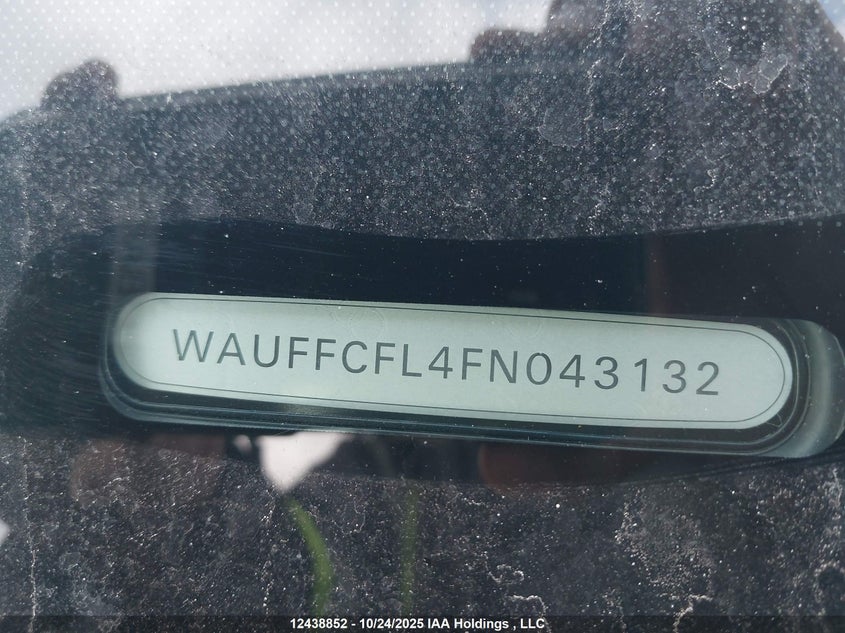 WAUFFCFL4FN043132
12438852 - 10/24/2025 IAA Holdings , LLC